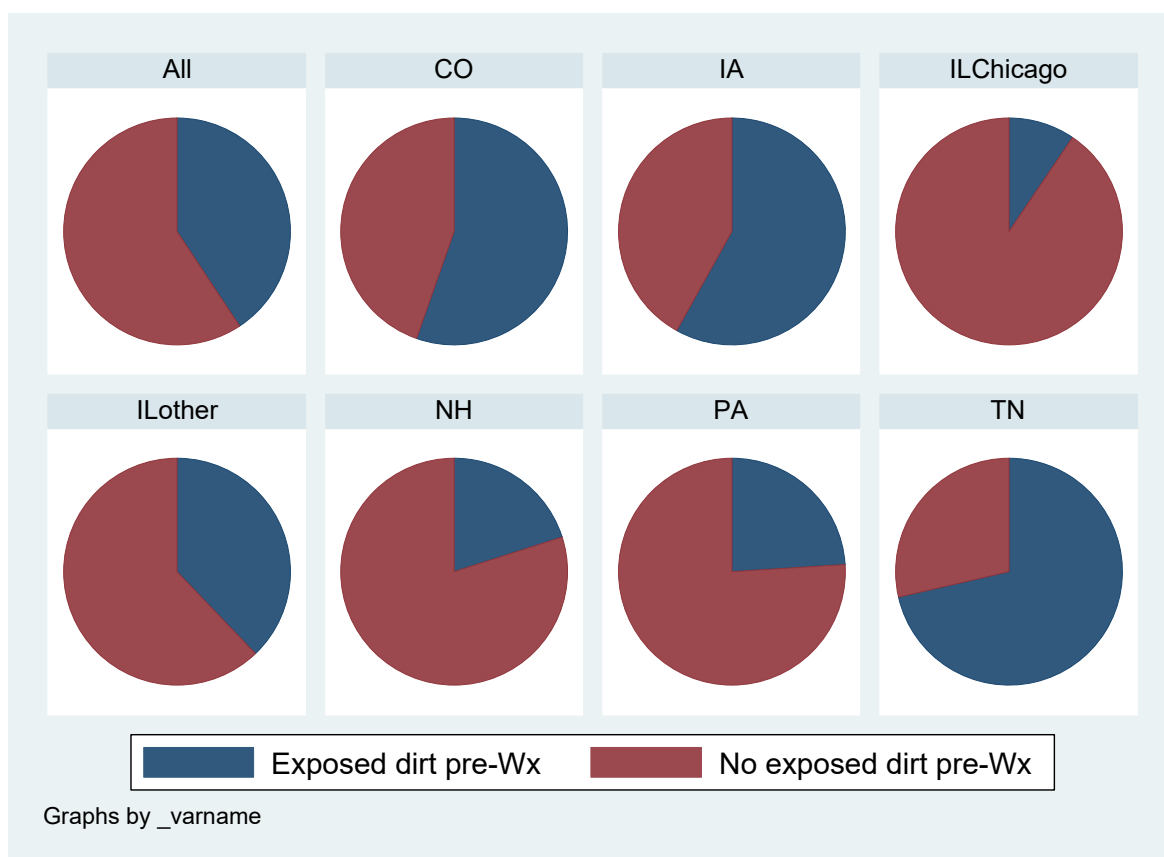 All
CO
IA
ILChicago
ILother
NH
PA
TN
Exposed dirt pre-Wx
No exposed dirt pre-Wx
Graphs by _varname